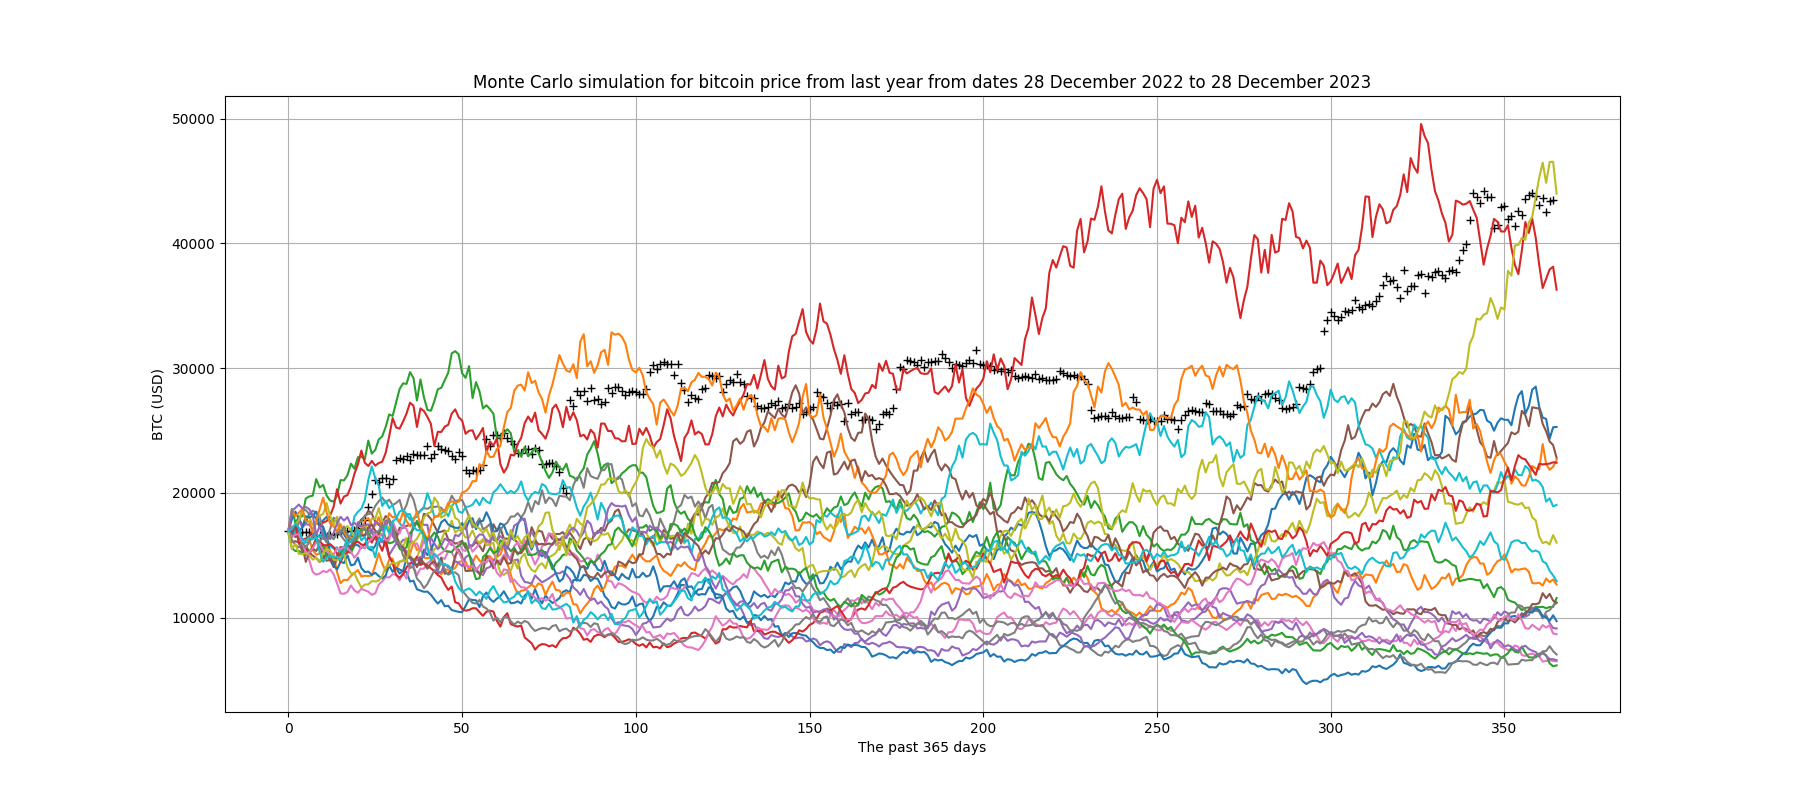 Monte Carlo simulation for bitcoin price from last year from dates 28 December 2022 to 28 December 2023
50000
40000
30000
20000
10000
BTC (USD)
0 50 100 150 200 250 300 350
The past 365 days